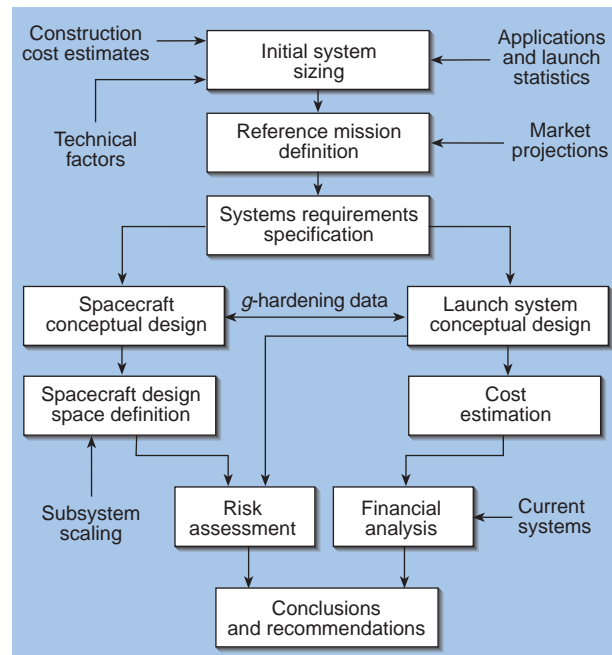 Construction
cost estimates
Initial system
sizing
Applications
and launch
statistics
Technical
factors
Reference mission
definition
Market
projections
Systems requirements
specification
Spacecraft
conceptual design
g-hardening data
Launch system
conceptual design
Spacecraft design
space definition
Cost
estimation
Subsystem
scaling
Risk
assessment
Financial
analysis
Current
systems
Conclusions
and recommendations